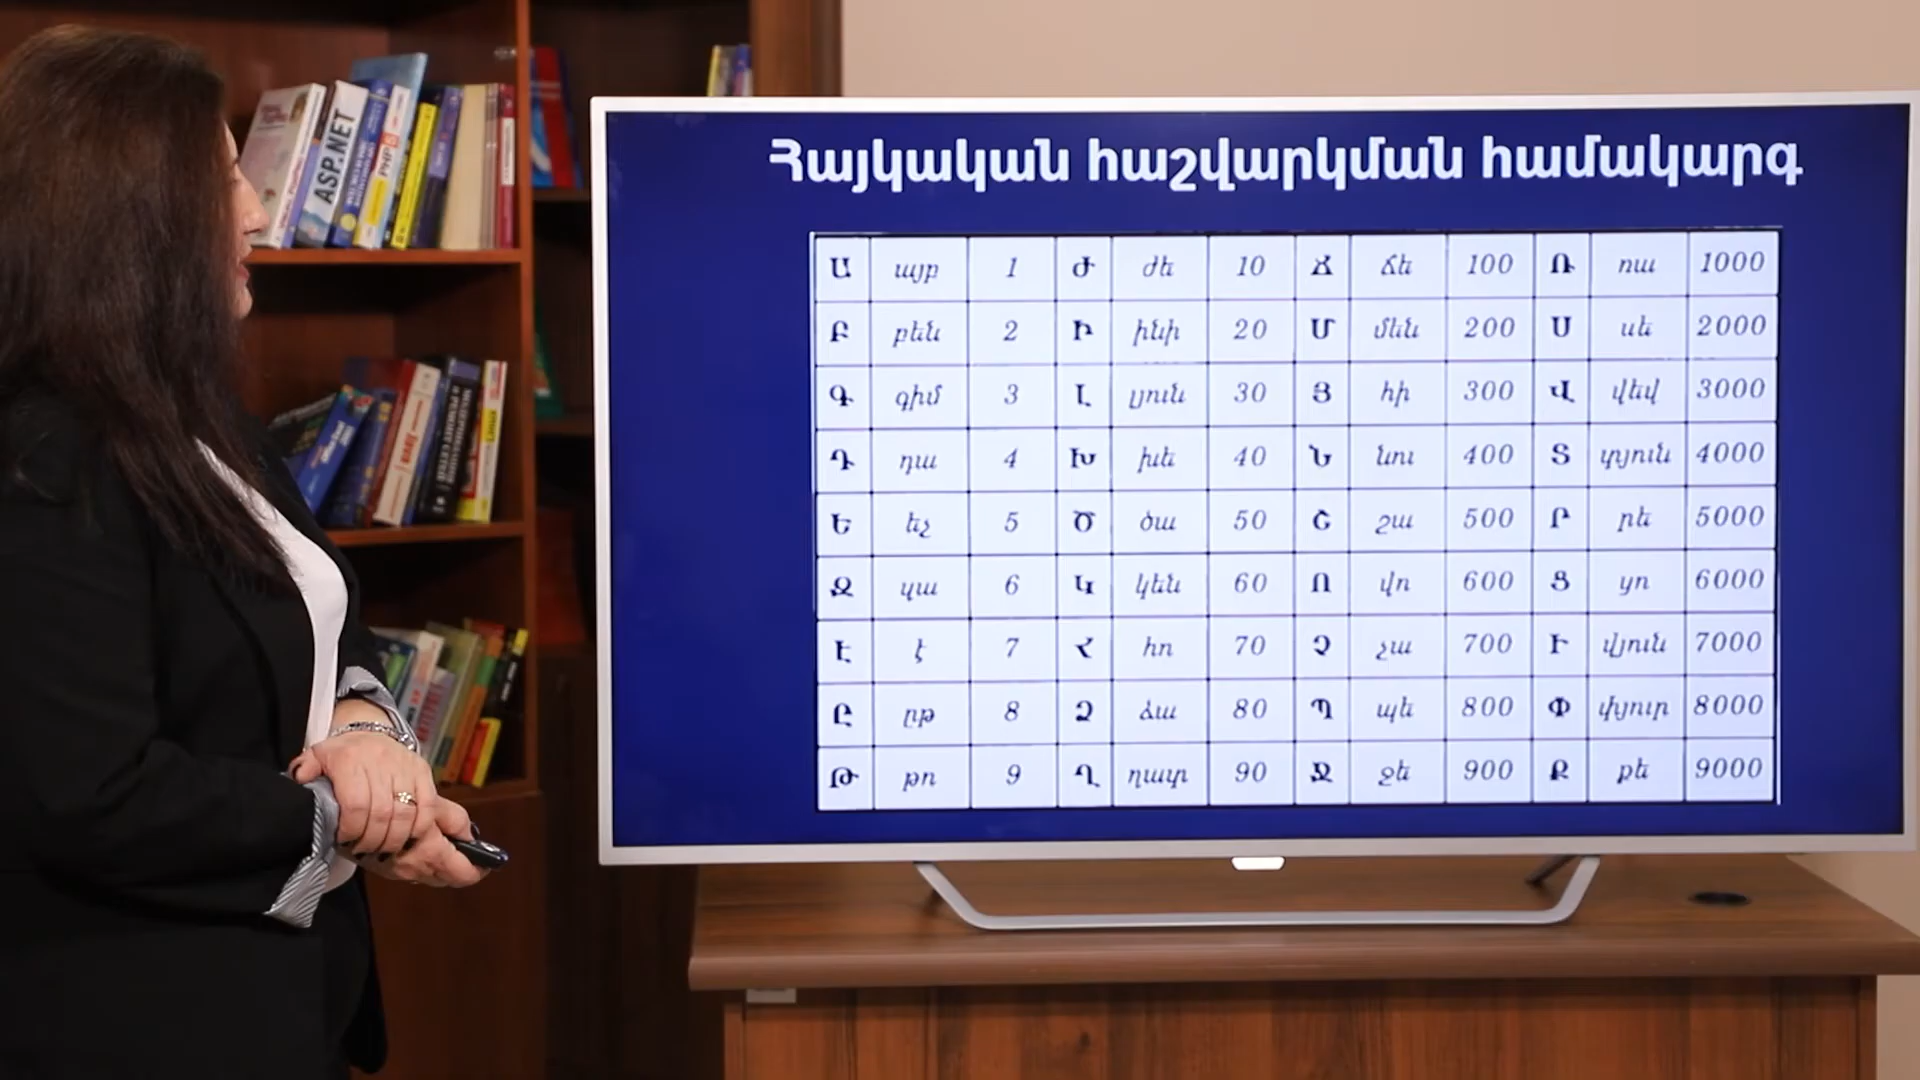 Հայկական հաշվարկման համակարգ
Ա այբ 1 Ժ ժե 10 Ճ ճե 100 Ռ ռա 1000
Բ բեն 2 Ի ինի 20 Մ մեն 200 Ս սե 2000
Գ գիմ 3 Լ լյուն 30 Յ հի 300 Վ վեվ 3000
Դ դա 4 Խ խե 40 Ն նու 400 Տ տյուն 4000
Ե եչ 5 Ծ ծա 50 Շ շա 500 Ր րե 5000
Զ զա 6 Կ կեն 60 Ո վո 600 Ց ցո 6000
Է է 7 Հ հո 70 Չ չա 700 Ւ վյուն 7000
Ը ըթ 8 Ձ ձա 80 Պ պե 800 Փ փյուր 8000
Թ թո 9 Ղ ղատ 90 Ջ ջե 900 Ք քե 9000
ASP.NET
PHP 5
Java